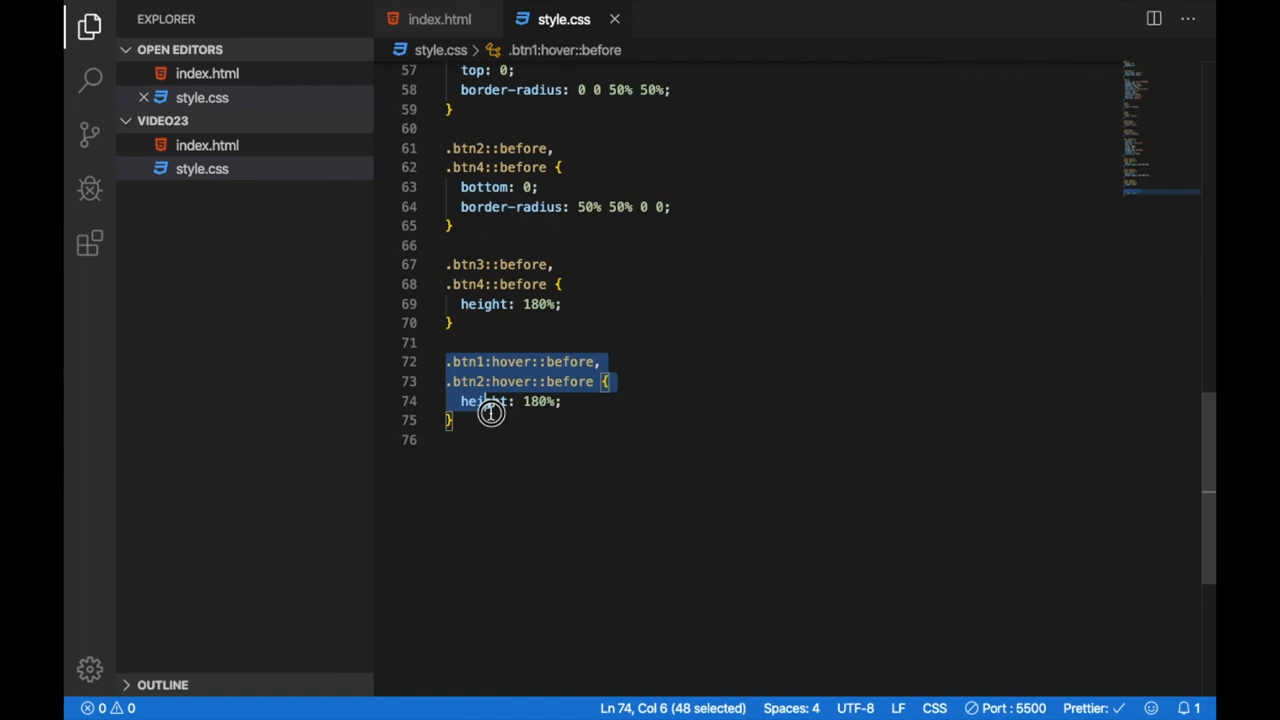 EXPLORER
OPEN EDITORS
index.html
style.css
VIDEO23
index.html
style.css
OUTLINE
index.html
style.css
style.css > .btn1:hover::before
57 top: 0;
58 border-radius: 0 0 50% 50%;
59 }
60
61 .btn2::before,
62 .btn4::before {
63 bottom: 0;
64 border-radius: 50% 50% 0 0;
65 }
66
67 .btn3::before,
68 .btn4::before {
69 height: 180%;
70 }
71
72 .btn1:hover::before,
73 .btn2:hover::before {
74 height: 180%;
75 }
76
0 0 Ln 74, Col 6 (48 selected) Spaces: 4 UTF-8 LF CSS Port : 5500 Prettier: ✓ 1